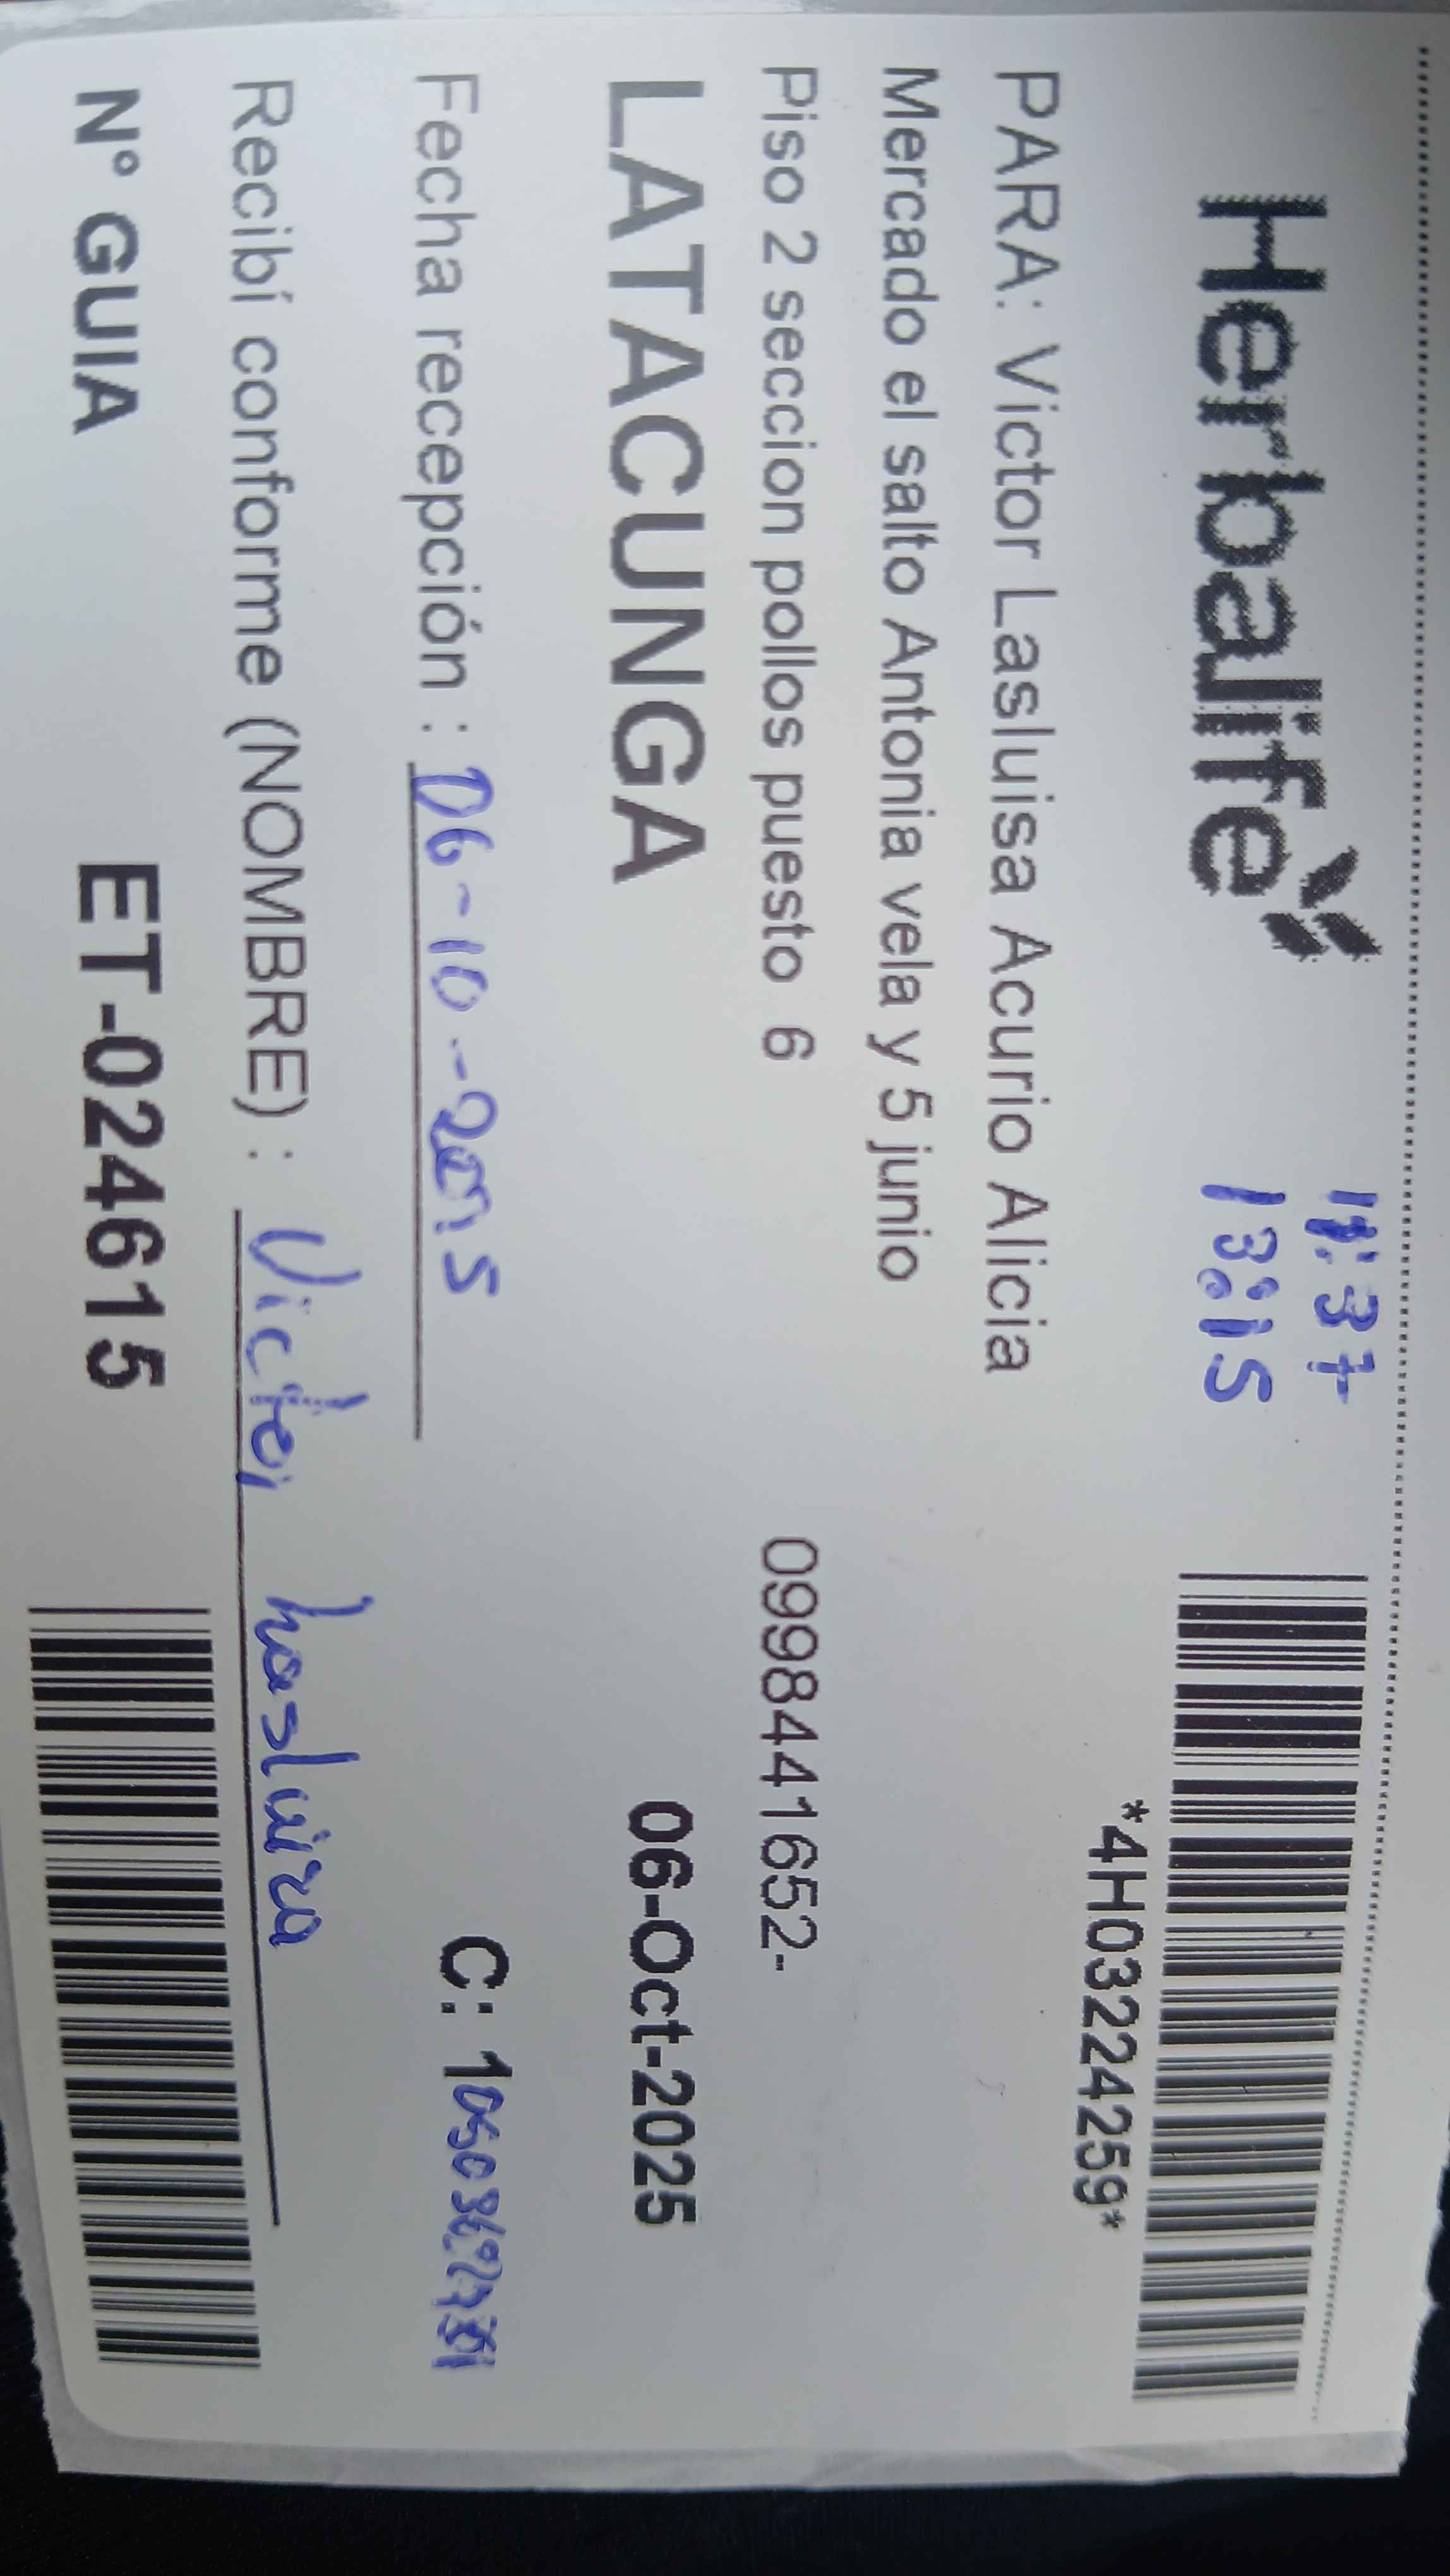 Herbalife
11:37
13:15
*4H03224259*
PARA: Victor Lasluisa Acurio Alicia
Mercado el salto Antonia vela y 5 junio
Piso 2 seccion pollos puesto 6 0998441652-
LATACUNGA 06-Oct-2025
Fecha recepción : 06-10-2025 C: 1
Recibí conforme (NOMBRE) : Victor Lasluisa
N° GUIA ET-024615